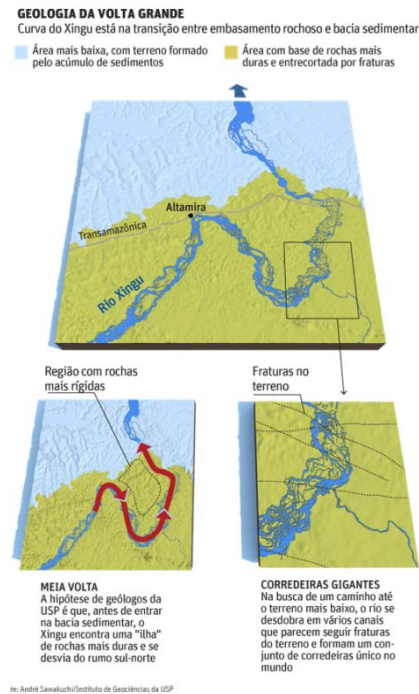 GEOLOGIA DA VOLTA GRANDE
Curva do Xingu está na transição entre embasamento rochoso e bacia sedimentar
Área mais baixa, com terreno formado
pelo acúmulo de sedimentos
Área com base de rochas mais
duras e entrecortada por fraturas
Altamira
Transamazônica
Rio Xingu
Região com rochas
mais rígidas
Fraturas no
terreno
MEIA VOLTA
A hipótese de geólogos da
USP é que, antes de entrar
na bacia sedimentar, o
Xingu encontra uma "ilha"
de rochas mais duras e se
desvia do rumo sul-norte
CORREDEIRAS GIGANTES
Na busca de um caminho até
o terreno mais baixo, o rio se
desdobra em vários canais
que parecem seguir fraturas
do terreno e formam um con-
junto de corredeiras único no
mundo
te: André Sawakuchi/Instituto de Geociências da USP